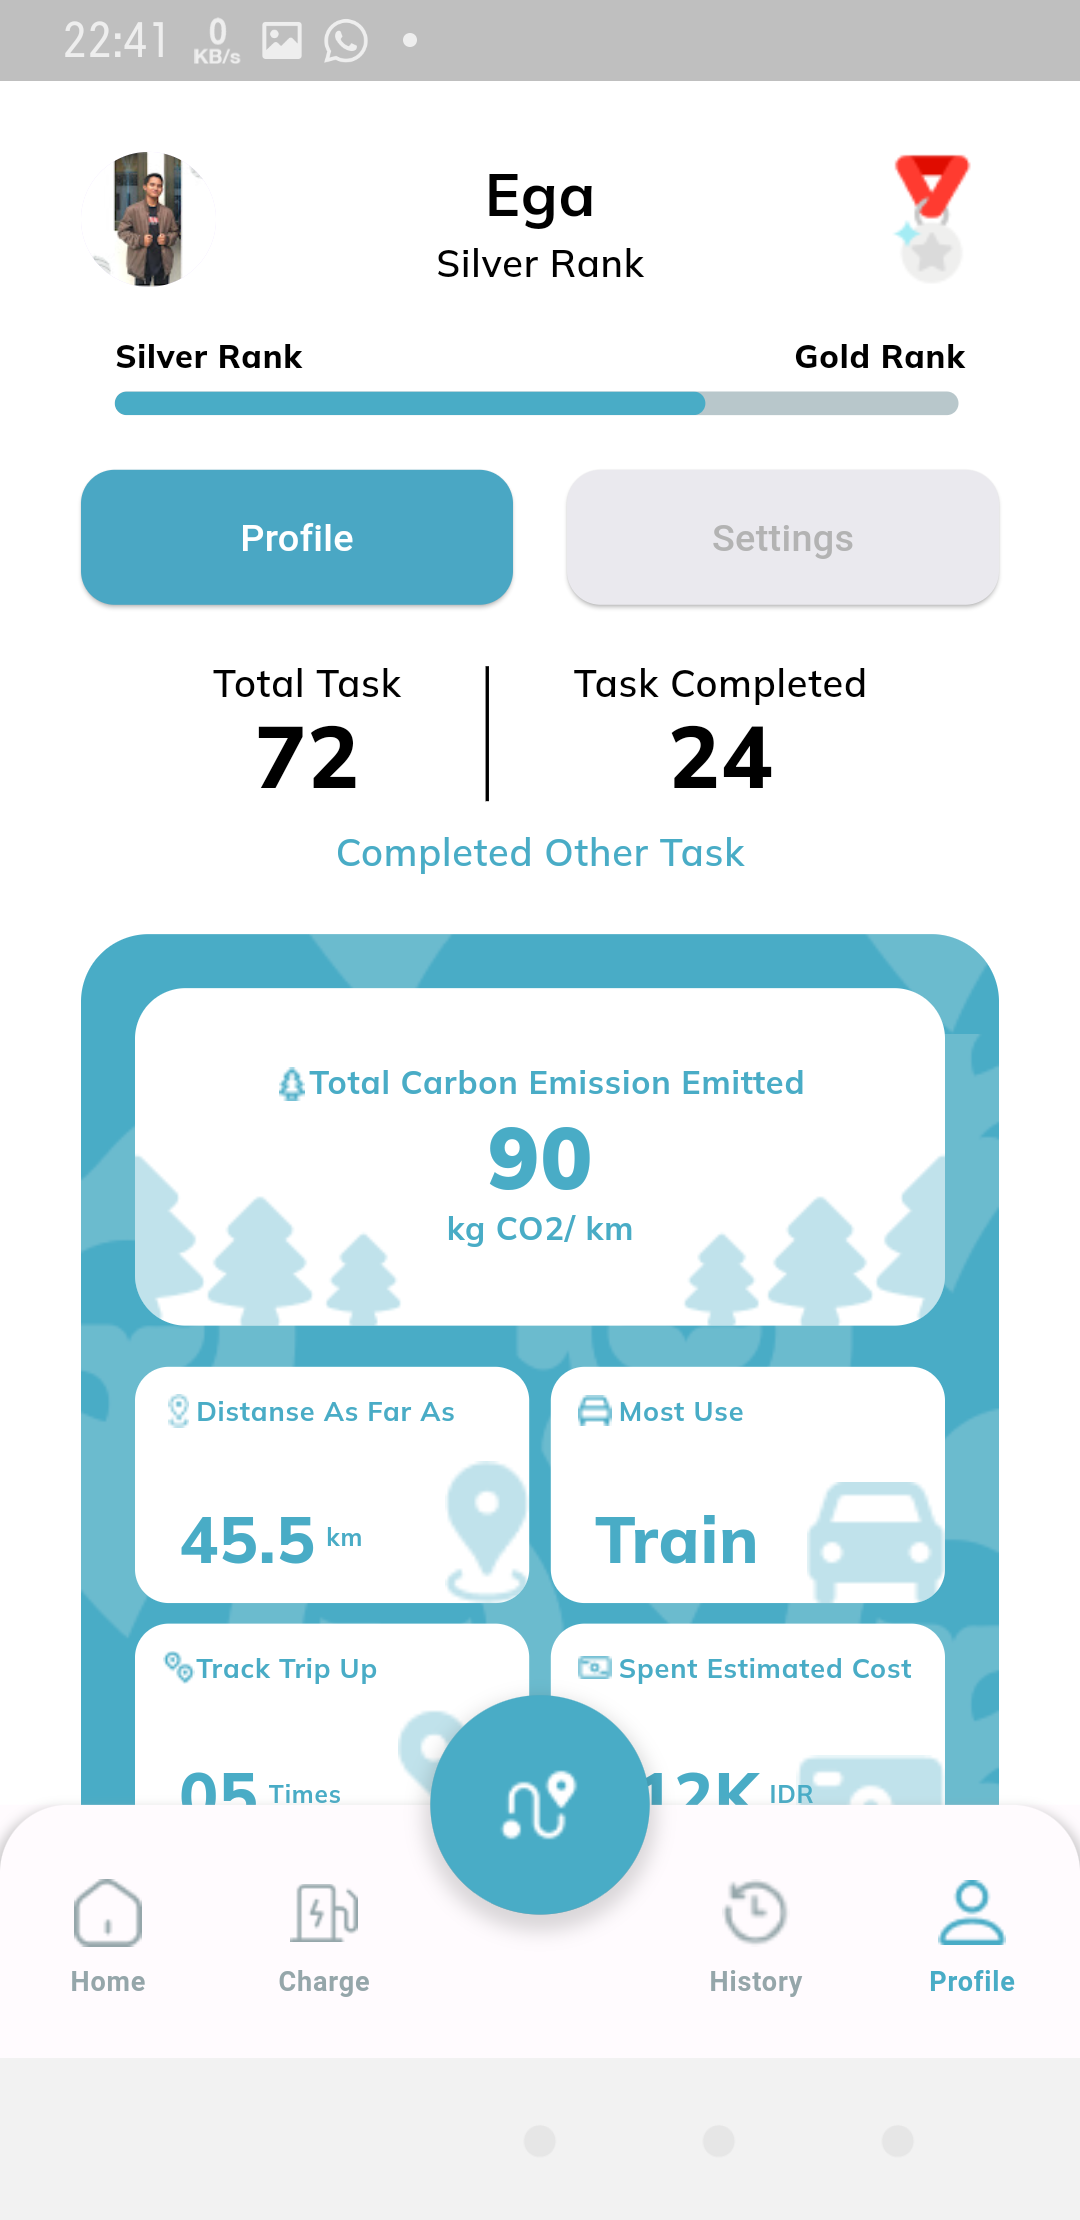 22:41 0 KB/s
Ega
Silver Rank
Silver Rank Gold Rank
Profile Settings
Total Task Task Completed
72 24
Completed Other Task
Total Carbon Emission Emitted
90
kg CO2/ km
Distanse As Far As Most Use
45.5 km Train
Track Trip Up Spent Estimated Cost
05 Times 12K IDR
Home Charge History Profile